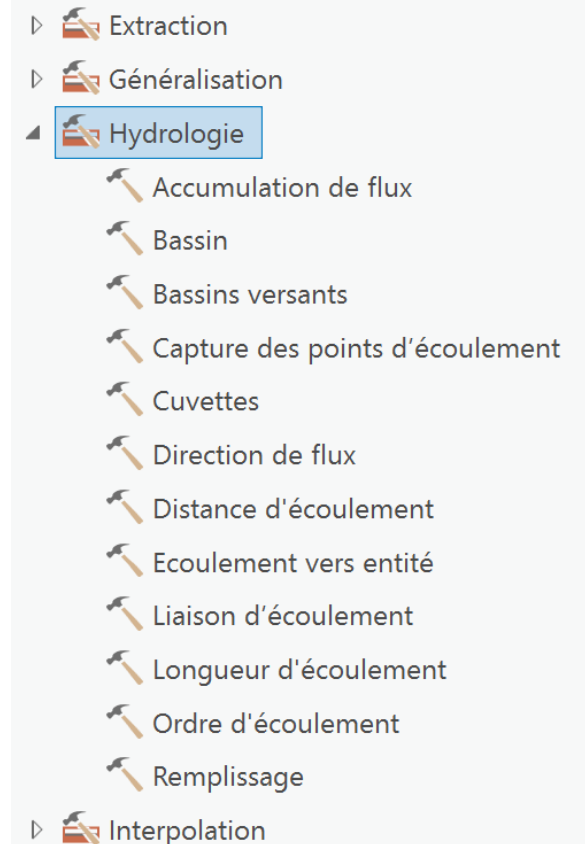 Extraction
Généralisation
Hydrologie
Accumulation de flux
Bassin
Bassins versants
Capture des points d’écoulement
Cuvettes
Direction de flux
Distance d'écoulement
Ecoulement vers entité
Liaison d’écoulement
Longueur d'écoulement
Ordre d'écoulement
Remplissage
Interpolation